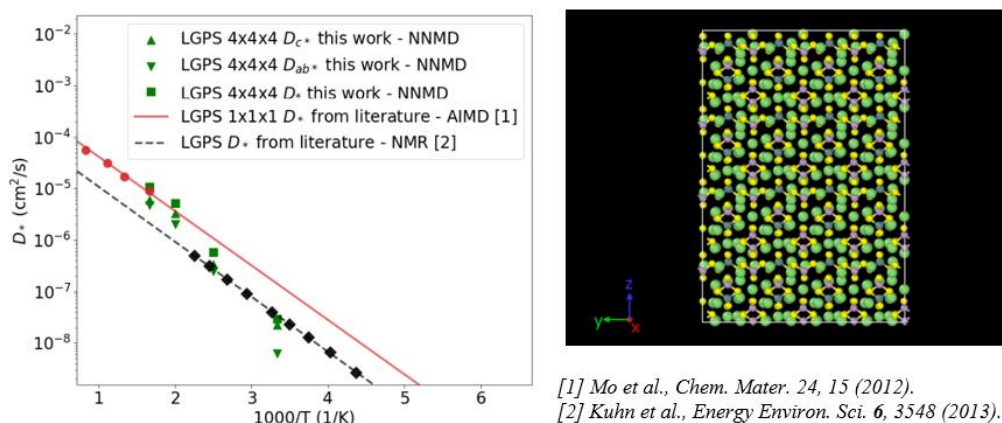 10⁻²
10⁻³
10⁻⁴
10⁻⁵
10⁻⁶
10⁻⁷
10⁻⁸
D* (cm²/s)
LGPS 4x4x4 Dc* this work - NNMD
LGPS 4x4x4 Dab* this work - NNMD
LGPS 4x4x4 D* this work - NNMD
LGPS 1x1x1 D* from literature - AIMD [1]
LGPS D* from literature - NMR [2]
1 2 3 4 5 6
1000/T (1/K)
z
y x
[1] Mo et al., Chem. Mater. 24, 15 (2012).
[2] Kuhn et al., Energy Environ. Sci. 6, 3548 (2013).